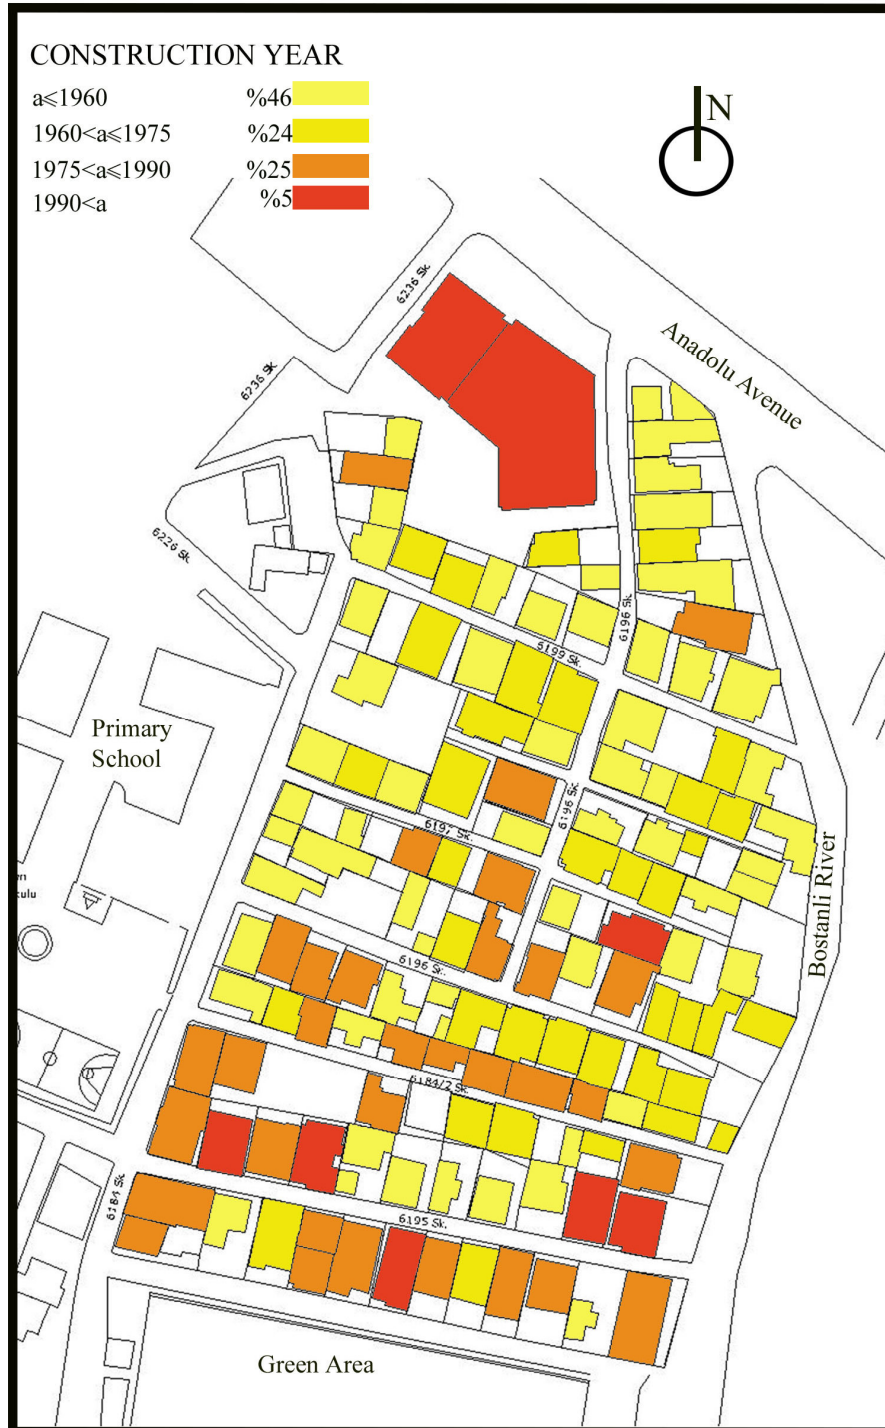 CONSTRUCTION YEAR
a≤1960 %46
1960<a≤1975 %24
1975<a≤1990 %25
1990<a %5
N
6236 Sk.
Anadolu Avenue
6236 Sk.
6226 Sk.
6196 Sk.
6199 Sk.
Primary
School
6196 Sk.
6197 Sk.
Bostanli River
kulu
6196 Sk.
6184/2 Sk.
6184 Sk.
6195 Sk.
Green Area